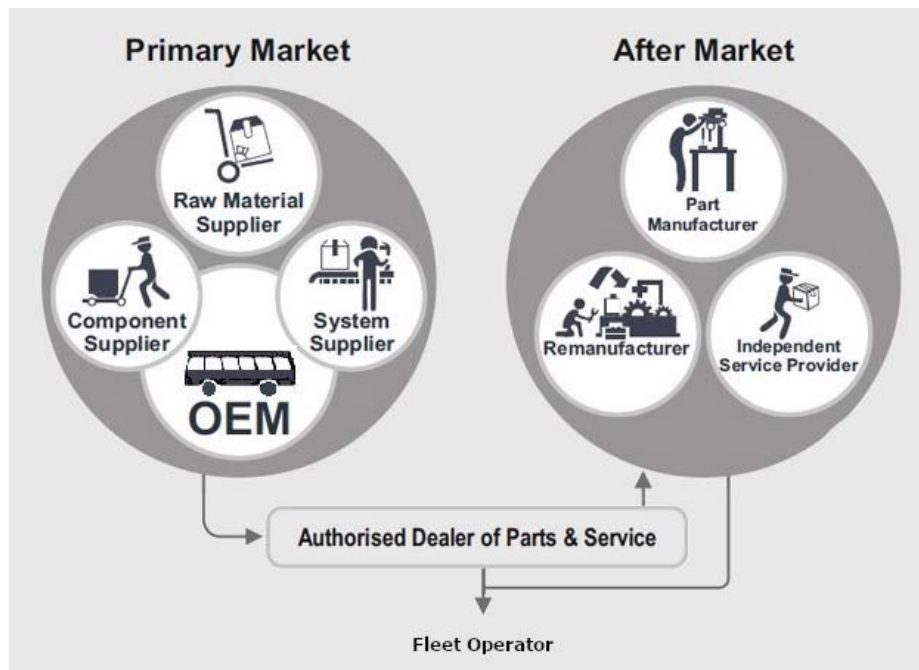 Primary Market
After Market
Raw Material
Supplier
Component
Supplier
System
Supplier
OEM
Part
Manufacturer
Remanufacturer
Independent
Service Provider
Authorised Dealer of Parts & Service
Fleet Operator